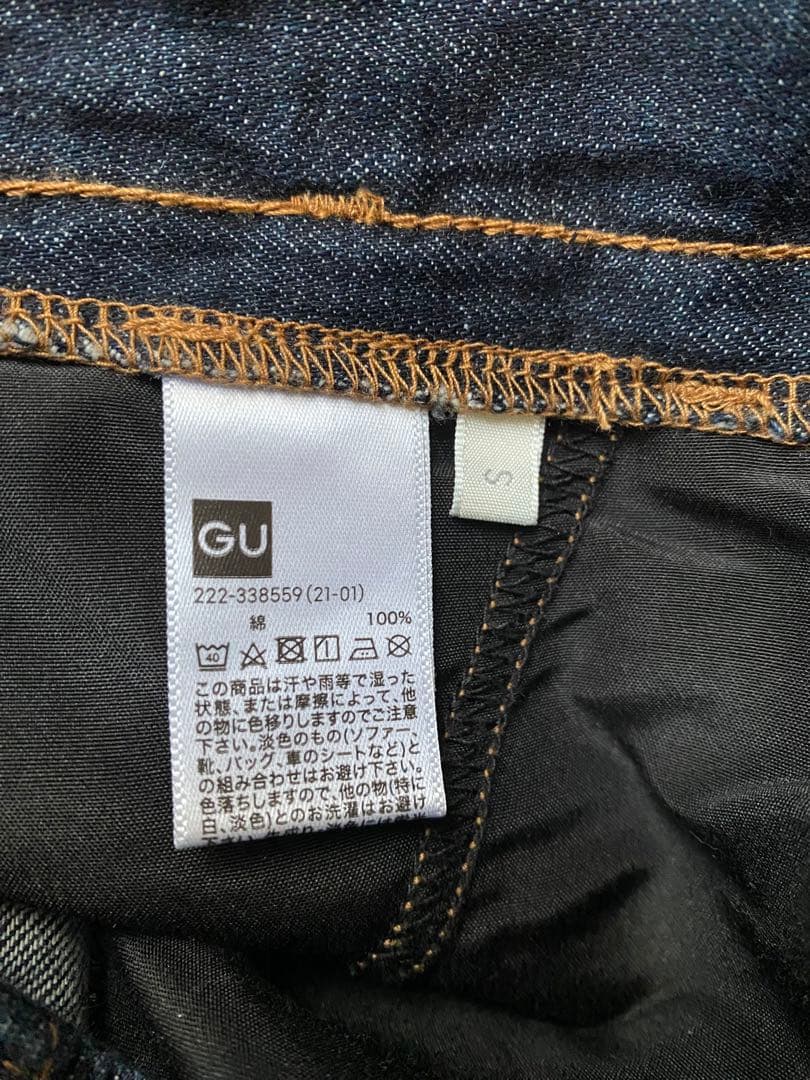 GU
S
222-338559(21-01)
綿 100%
40
この商品は汗や雨等で湿った
状態、または摩擦によって、他
の物に色移りしますのでご注意
下さい。淡色のもの(ソファー、
靴、バッグ、車のシートなど)と
の組み合わせはお避け下さい。
色落ちしますので、他の物(特に
白、淡色)とのお洗濯はお避け
下さい。